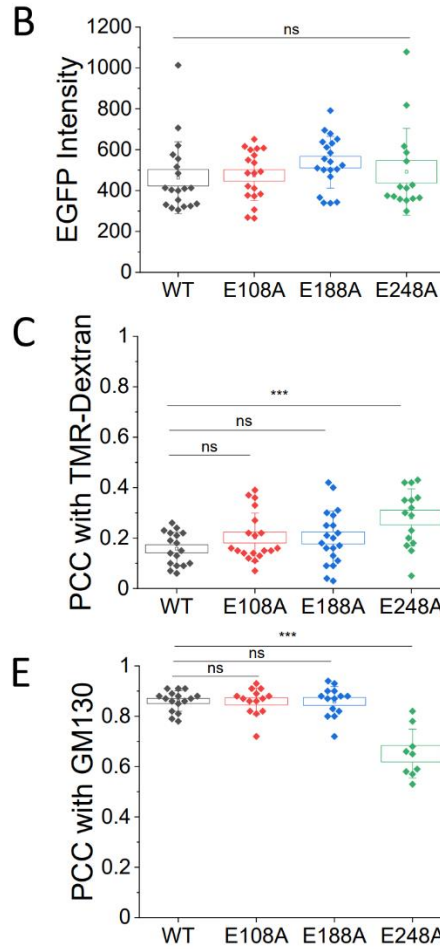 B
ns
1200
1000
800
600
400
200
0
EGFP Intensity
WT E108A E188A E248A
C
1
0.8
0.6
0.4
0.2
0
PCC with TMR-Dextran
***
ns
ns
WT E108A E188A E248A
E
***
ns
ns
1
0.8
0.6
0.4
0.2
0
PCC with GM130
WT E108A E188A E248A